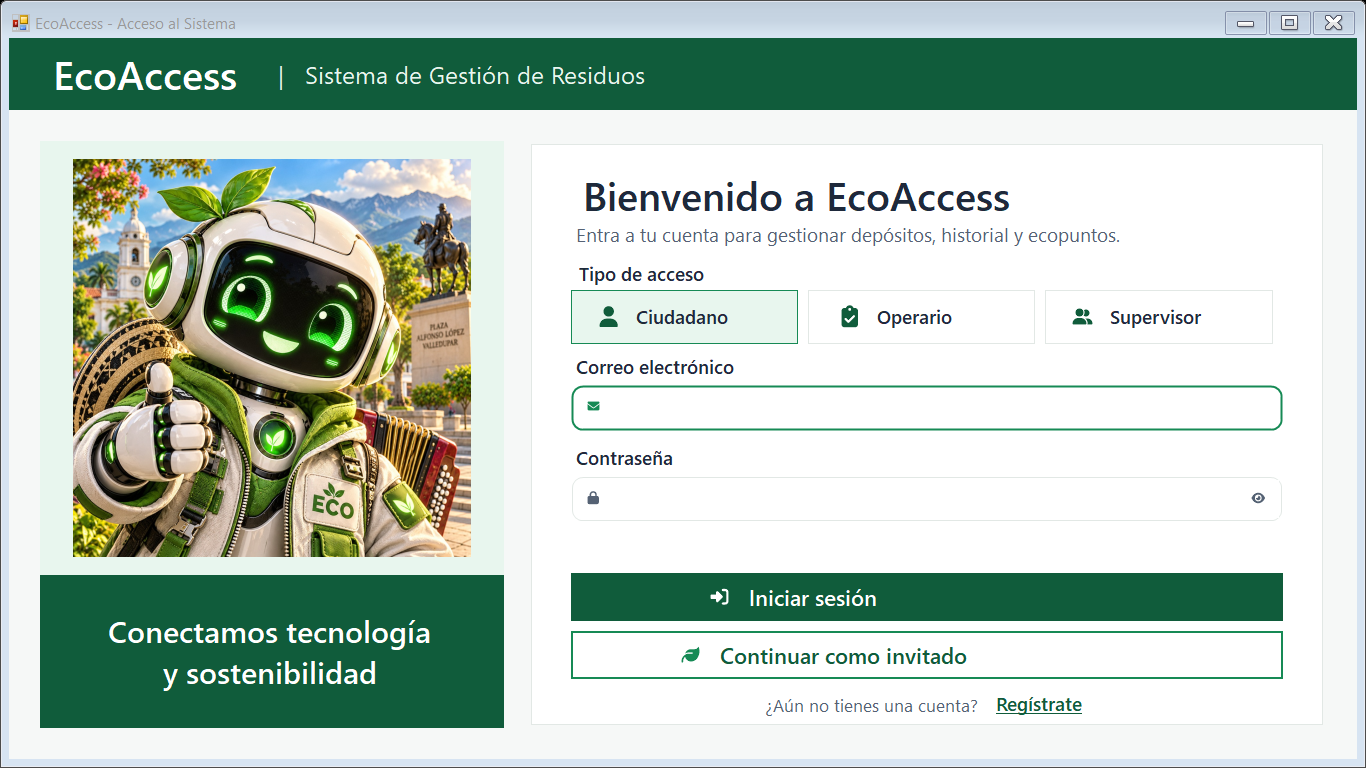 EcoAccess - Acceso al Sistema
EcoAccess | Sistema de Gestión de Residuos
PLAZA
ALFONSO LÓPEZ
VALLEDUPAR
ECO
Conectamos tecnología
y sostenibilidad
Bienvenido a EcoAccess
Entra a tu cuenta para gestionar depósitos, historial y ecopuntos.
Tipo de acceso
Ciudadano Operario Supervisor
Correo electrónico
Contraseña
Iniciar sesión
Continuar como invitado
¿Aún no tienes una cuenta? Regístrate